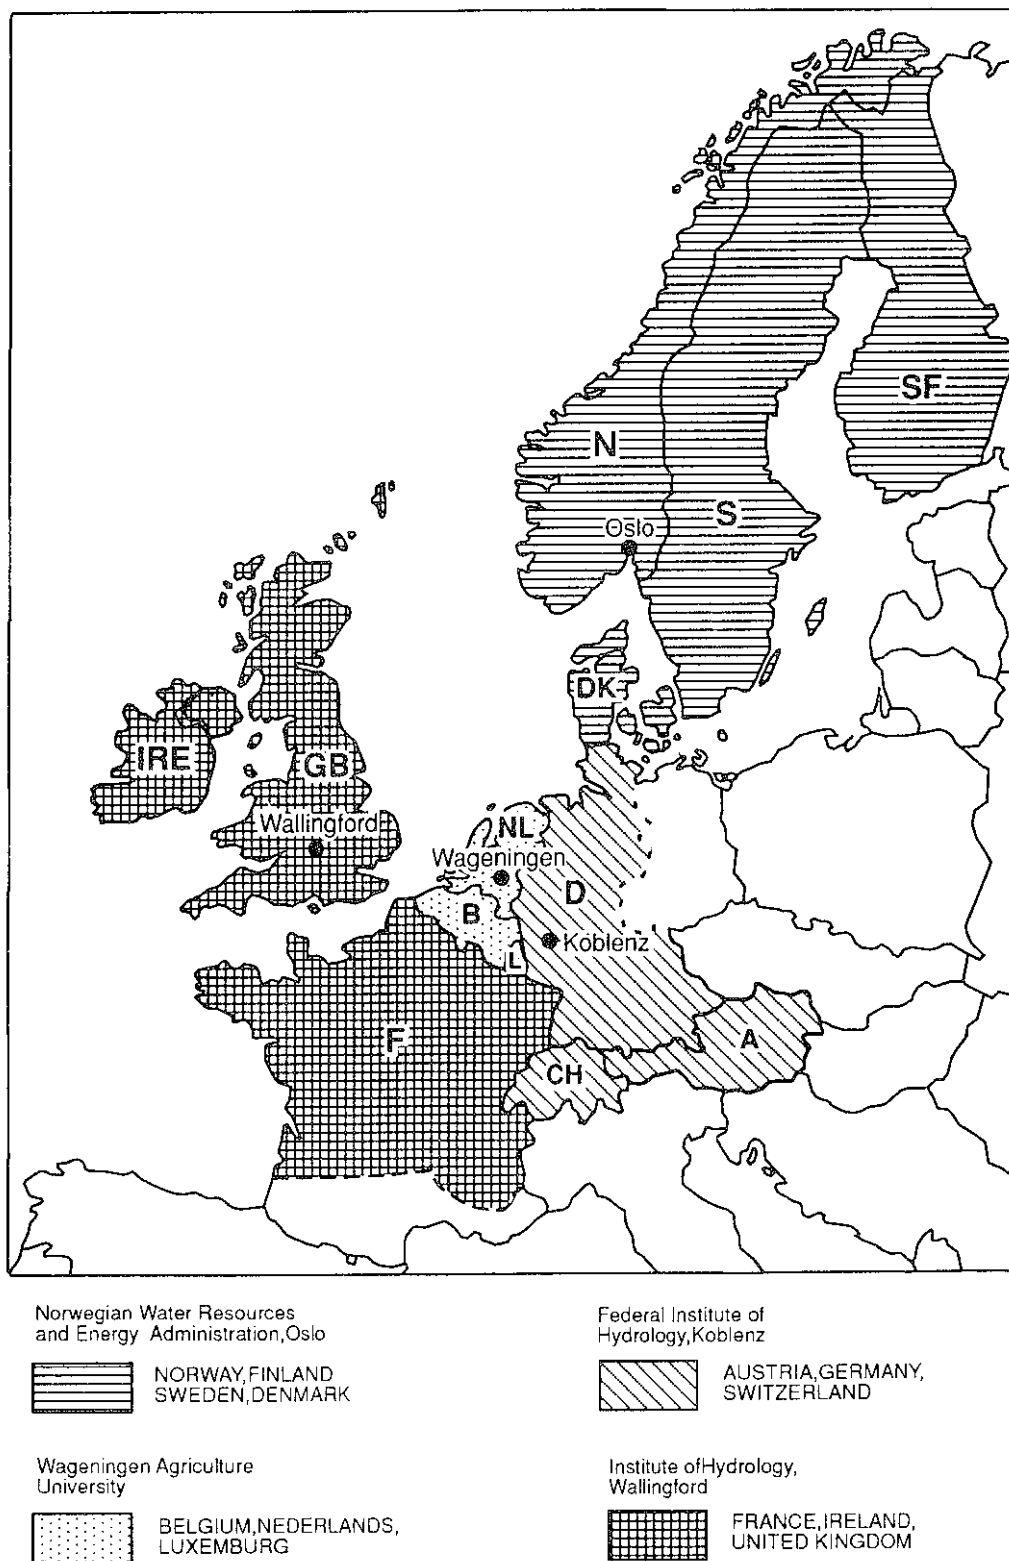 SF
N
S
Oslo
DK
IRE
GB
Wallingford
NL
Wageningen
D
B
Koblenz
L
F
A
CH
Norwegian Water Resources
and Energy Administration,Oslo
NORWAY,FINLAND
SWEDEN,DENMARK
Federal Institute of
Hydrology,Koblenz
AUSTRIA,GERMANY,
SWITZERLAND
Wageningen Agriculture
University
BELGIUM,NEDERLANDS,
LUXEMBURG
Institute of Hydrology,
Wallingford
FRANCE,IRELAND,
UNITED KINGDOM